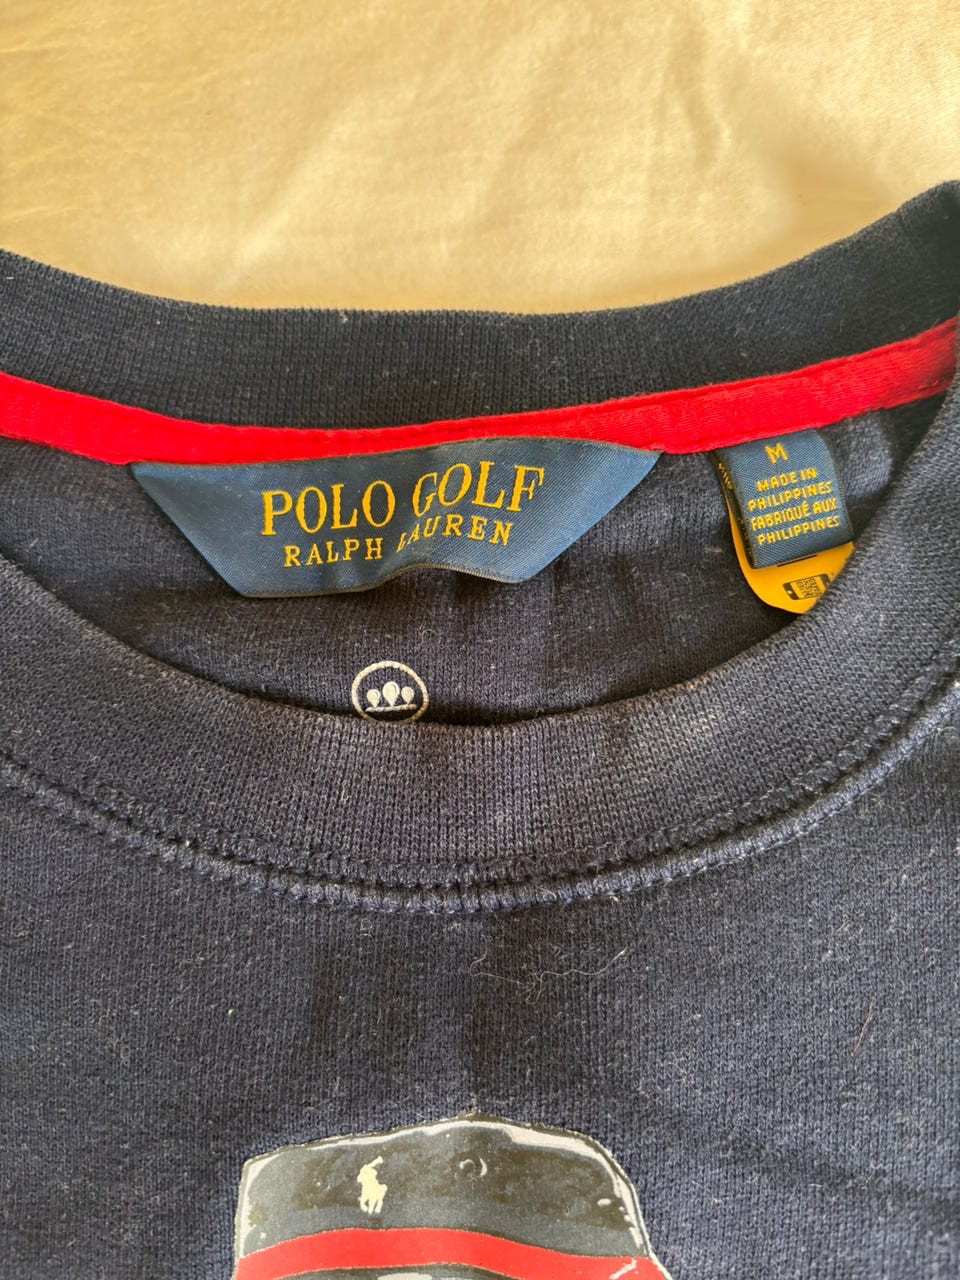 POLO GOLF
RALPH LAUREN
M
MADE IN
PHILIPPINES
FABRIQUÉ AUX
PHILIPPINES